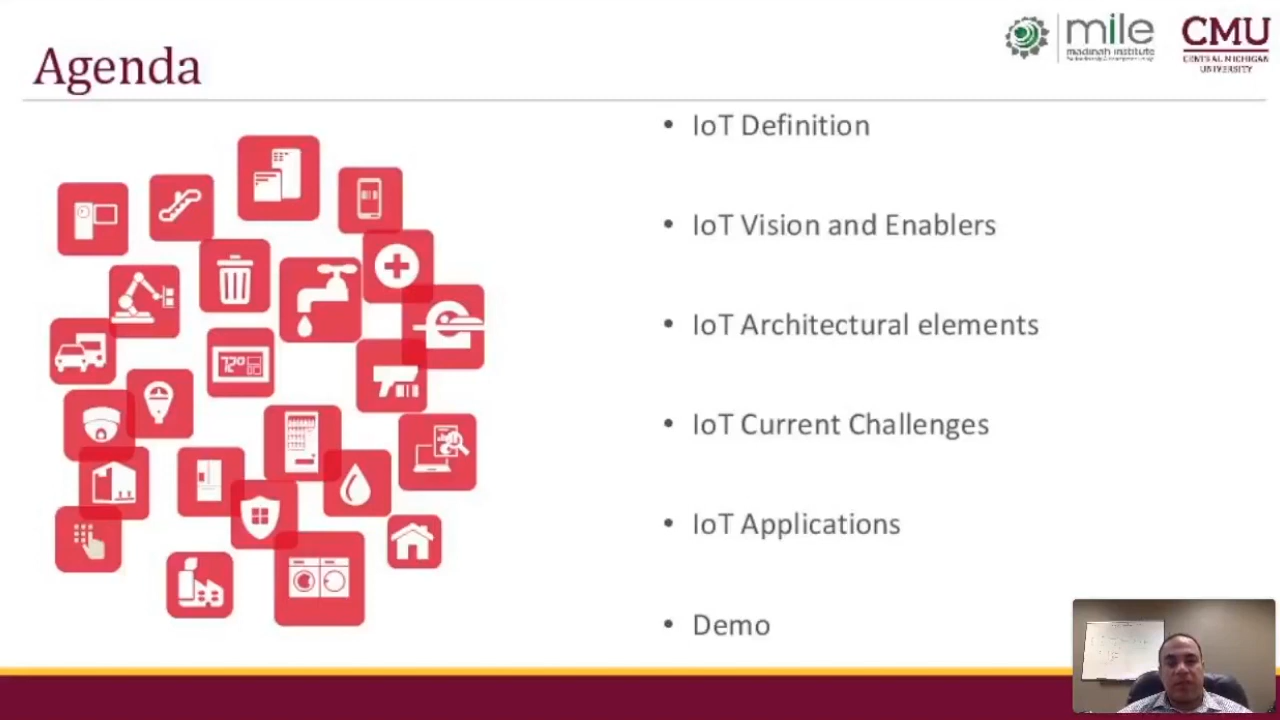 Agenda
mile
madinah institute
CMU
CENTRAL MICHIGAN
UNIVERSITY
• IoT Definition
• IoT Vision and Enablers
• IoT Architectural elements
• IoT Current Challenges
• IoT Applications
• Demo
72°